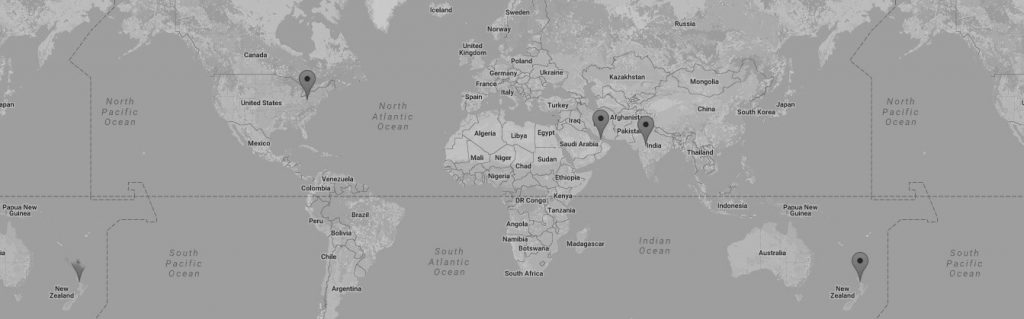 Iceland
Sweden
Russia
Norway
Canada
United
Kingdom
Poland
Germany
Ukraine
Kazakhstan
Mongolia
France
Italy
Spain
Turkey
North
Pacific
Ocean
United States
North
Atlantic
Ocean
Iraq
Afghanistan
China
South Korea
Japan
North
Pacific
Ocean
Mexico
Algeria
Libya
Egypt
Saudi Arabia
Pakistan
India
Thailand
Mali
Niger
Chad
Sudan
Nigeria
Ethiopia
Venezuela
Colombia
DR Congo
Kenya
Tanzania
Indonesia
Papua New
Guinea
Papua New
Guinea
Peru
Brazil
Bolivia
Angola
Namibia
Botswana
Madagascar
Chile
South
Pacific
Ocean
South
Atlantic
Ocean
Indian
Ocean
Australia
South
Pacific
Ocean
South Africa
Argentina
New
Zealand
New
Zealand